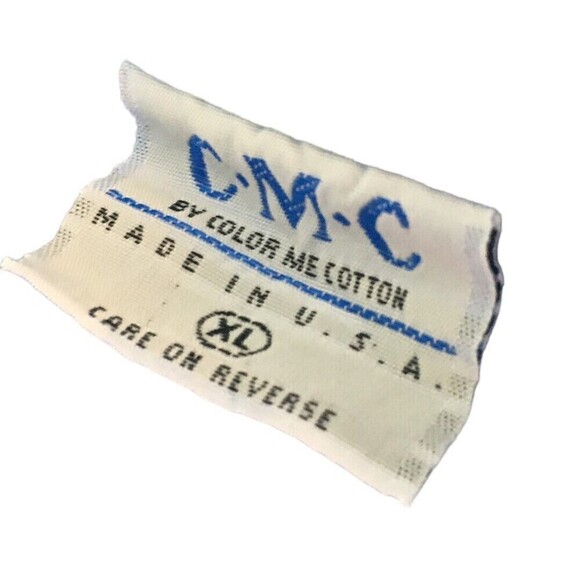 C·M·C
BY COLOR ME COTTON
MADE IN U.S.A.
XL
CARE ON REVERSE